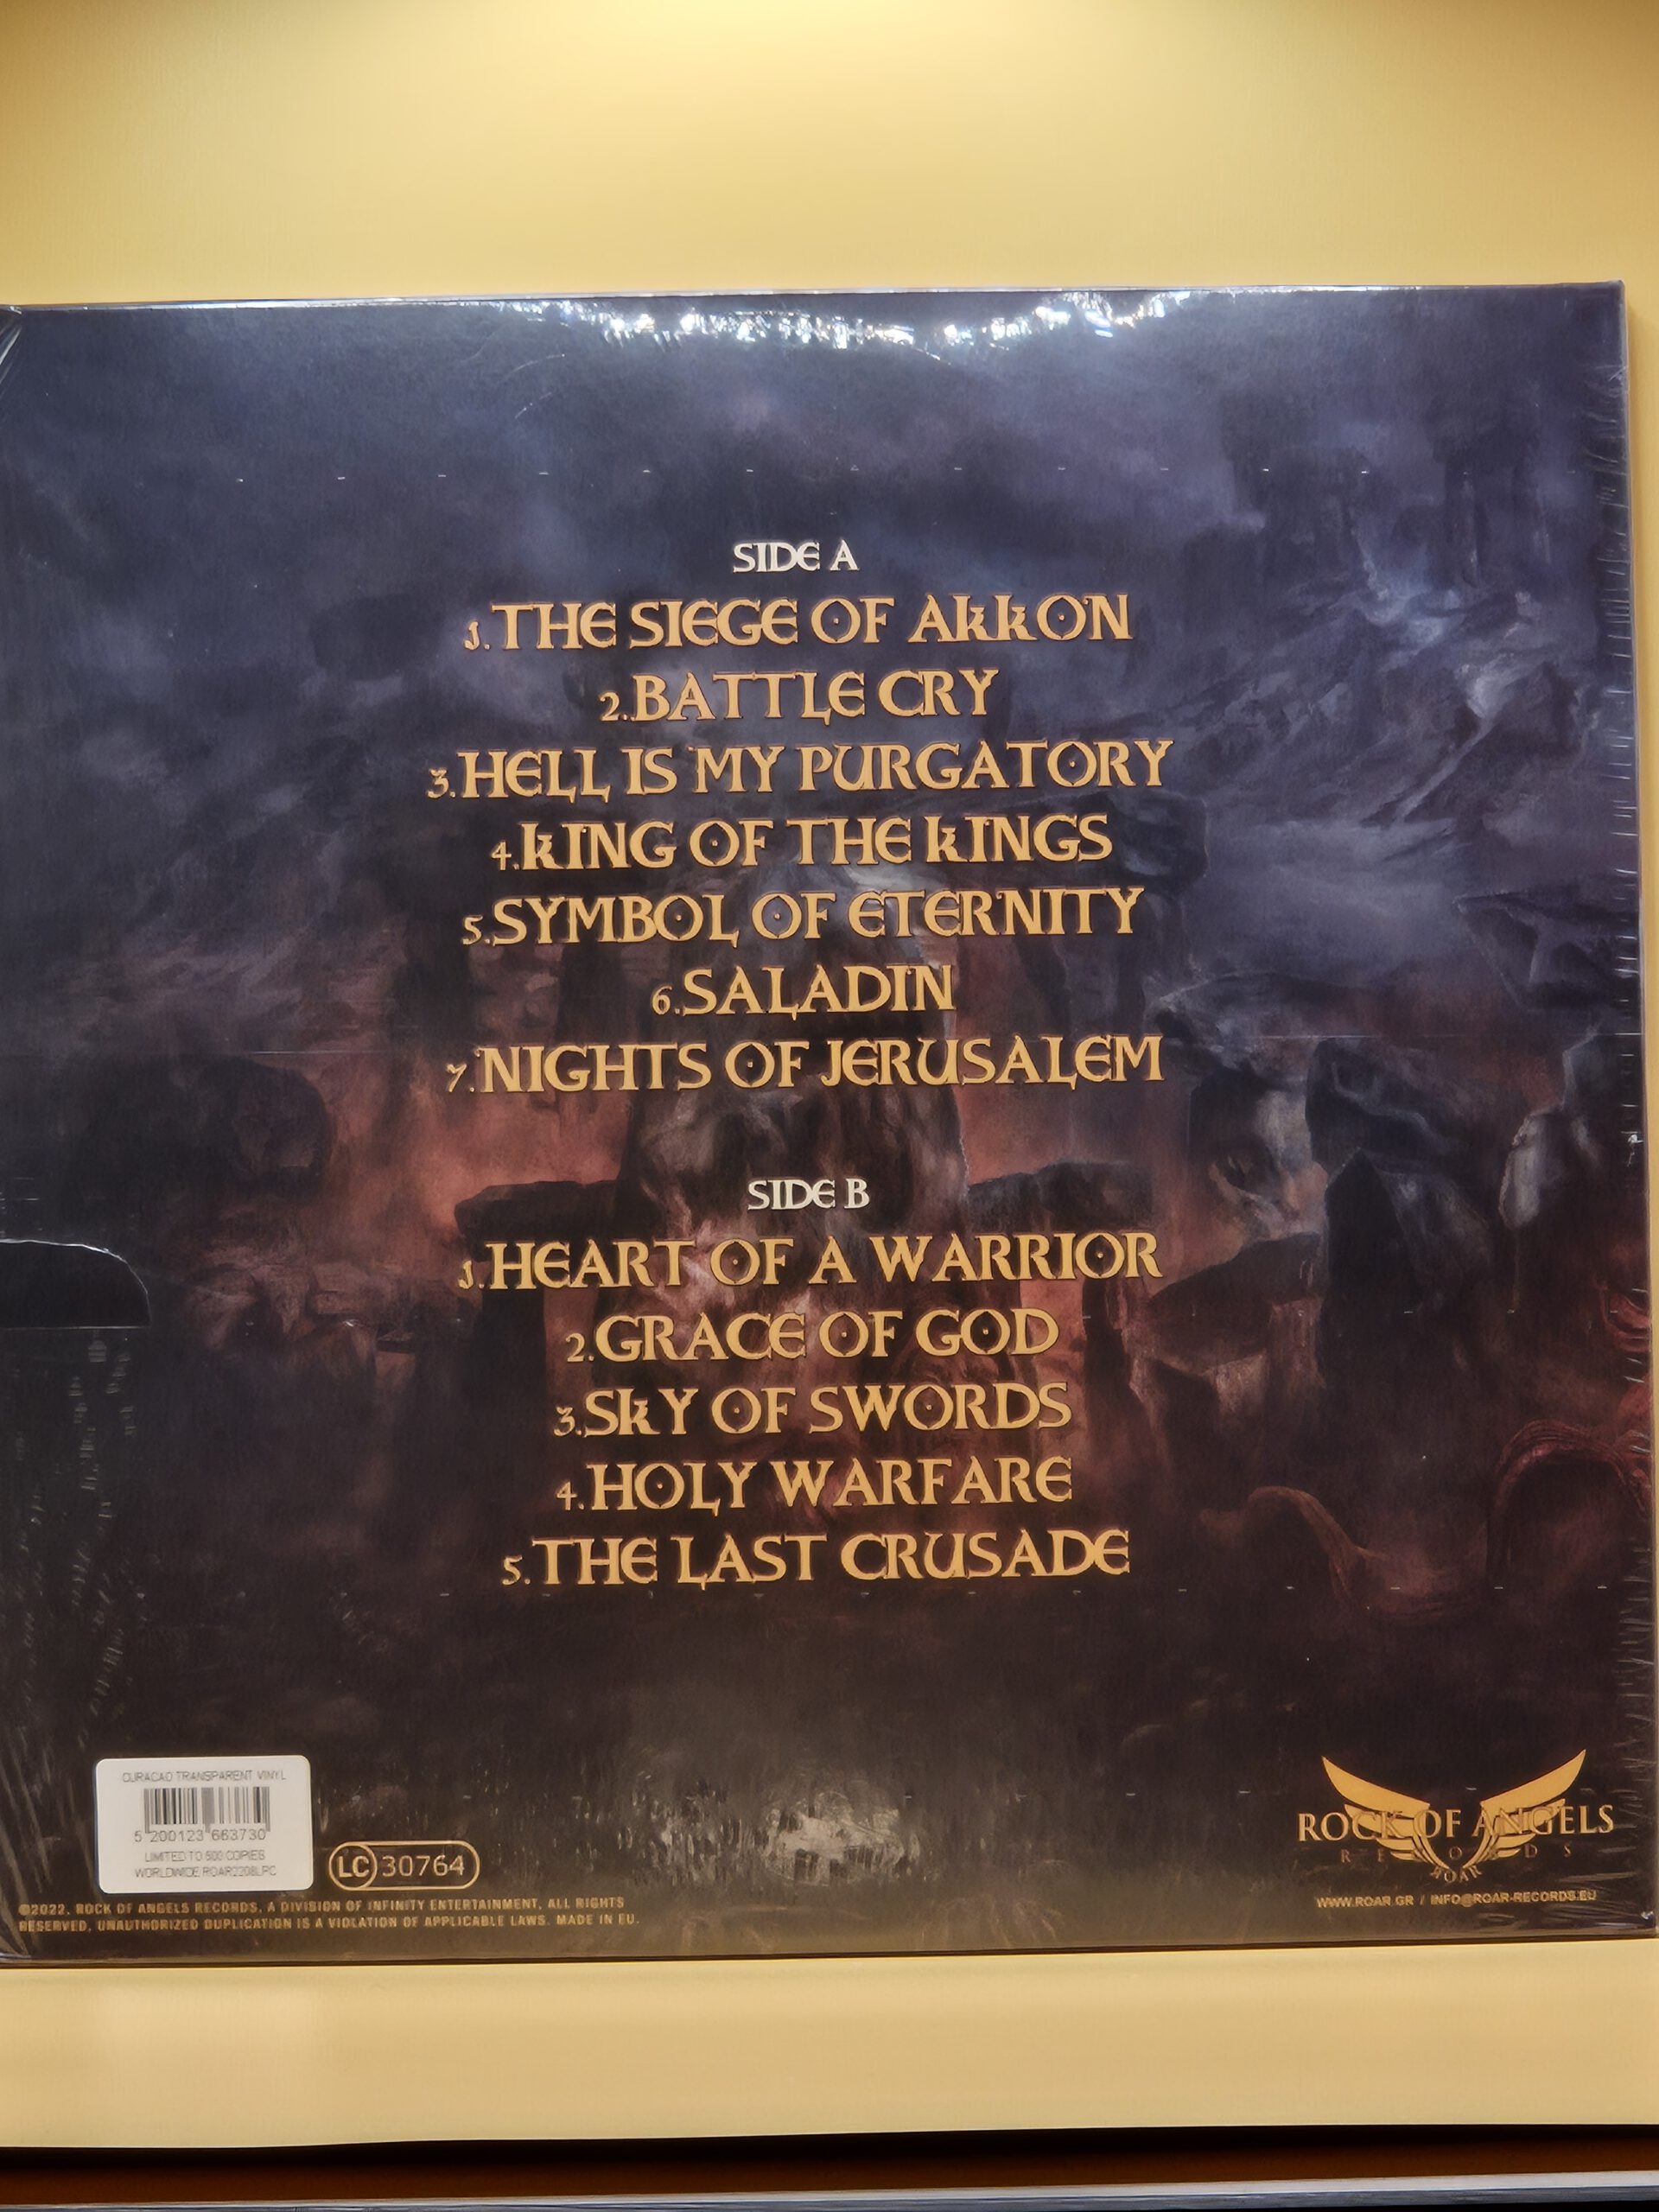 SIDE A
1. THE SIEGE OF AKKON
2. BATTLE CRY
3. HELL IS MY PURGATORY
4. KING OF THE KINGS
5. SYMBOL OF ETERNITY
6. SALADIN
7. NIGHTS OF JERUSALEM
SIDE B
1. HEART OF A WARRIOR
2. GRACE OF GOD
3. SKY OF SWORDS
4. HOLY WARFARE
5. THE LAST CRUSADE
CURACAO TRANSPARENT VINYL
5 200123 663730
LIMITED TO 500 COPIES
WORLDWIDE ROAR2208LPC
LC 30764
©2022, ROCK OF ANGELS RECORDS, A DIVISION OF INFINITY ENTERTAINMENT, ALL RIGHTS
RESERVED, UNAUTHORIZED DUPLICATION IS A VIOLATION OF APPLICABLE LAWS. MADE IN EU.
ROCK OF ANGELS
RECORDS
ROAR
WWW.ROAR.GR / INFO@ROAR-RECORDS.EU